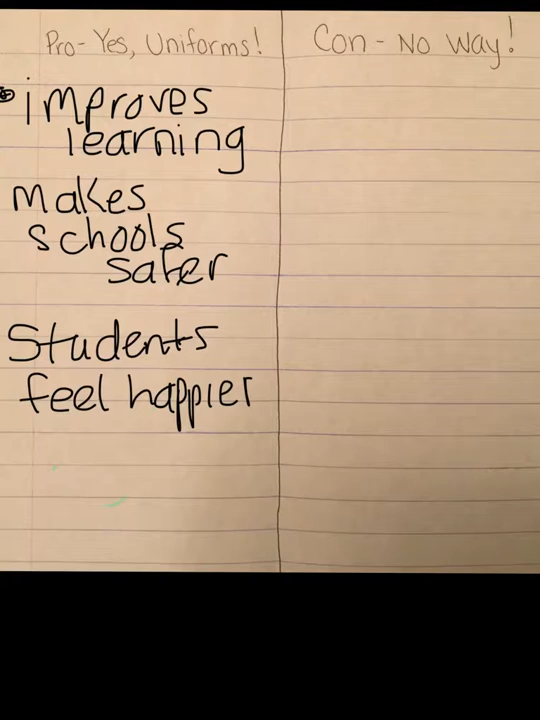 Pro- Yes, Uniforms!
Con - No Way!
improves
learning
makes
schools
safer
Students
feel happier